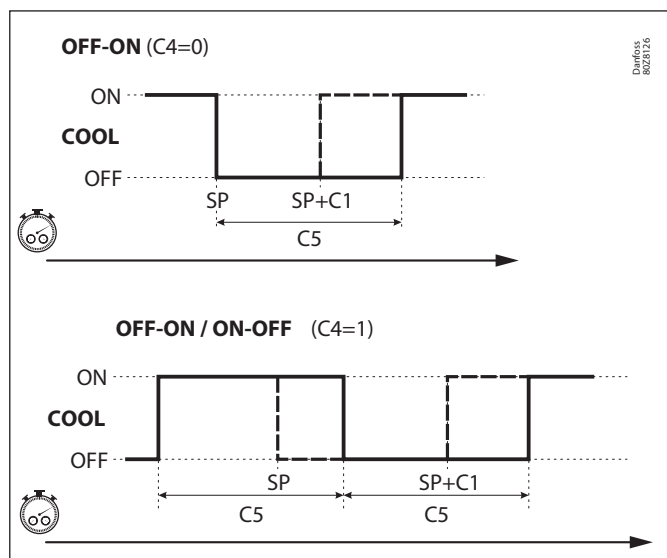 OFF-ON (C4=0)
Danfoss
80Z8126
ON
COOL
OFF
SP SP+C1
C5
OFF-ON / ON-OFF (C4=1)
ON
COOL
OFF
SP SP+C1
C5 C5